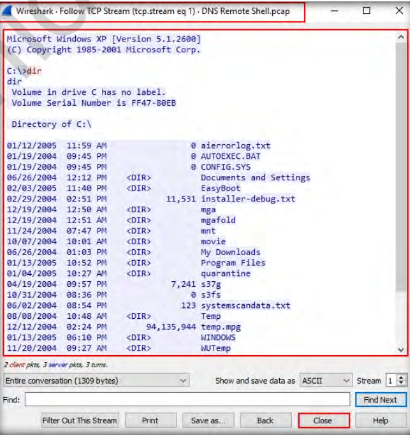 Wireshark · Follow TCP Stream (tcp.stream eq 1) · DNS Remote Shell.pcap
Microsoft Windows XP [Version 5.1.2600]
(C) Copyright 1985-2001 Microsoft Corp.
C:\>dir
dir
Volume in drive C has no label.
Volume Serial Number is FF47-B0EB
Directory of C:\
01/12/2005 11:59 AM 0 aierrorlog.txt
01/19/2004 09:45 PM 0 AUTOEXEC.BAT
01/19/2004 09:45 PM 0 CONFIG.SYS
06/26/2004 12:12 PM <DIR> Documents and Settings
02/03/2005 11:40 PM <DIR> EasyBoot
02/29/2004 02:51 PM 11,531 installer-debug.txt
12/19/2004 12:50 AM <DIR> mga
12/19/2004 12:51 AM <DIR> mgafold
11/24/2004 07:47 PM <DIR> mnt
10/07/2004 10:01 AM <DIR> movie
06/26/2004 01:03 PM <DIR> My Downloads
01/13/2005 10:52 PM <DIR> Program Files
01/04/2005 10:27 AM <DIR> quarantine
04/19/2004 09:57 PM 7,241 s37g
10/31/2004 08:36 PM 0 s3fs
06/02/2004 08:54 PM 123 systemscandata.txt
08/08/2004 10:48 AM <DIR> Temp
12/12/2004 02:24 PM 94,135,944 temp.mpg
01/13/2005 06:10 PM <DIR> WINDOWS
11/20/2004 09:27 AM <DIR> WUTemp
2 client pkts, 3 server pkts, 3 turns.
Entire conversation (1309 bytes) Show and save data as ASCII Stream 1
Find: Find Next
Filter Out This Stream Print Save as... Back Close Help